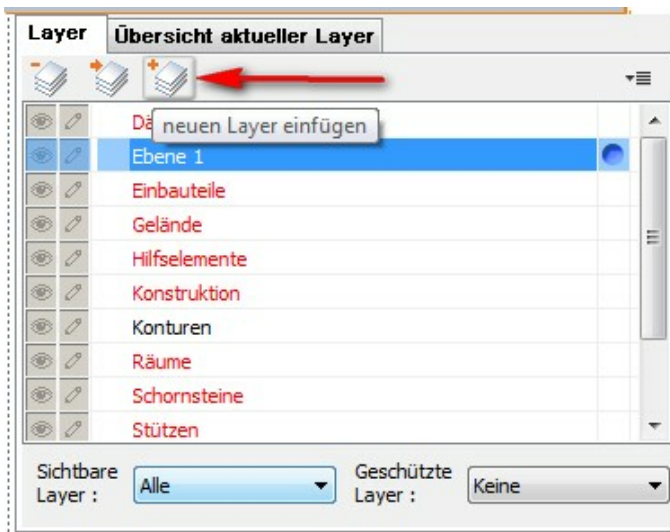 Layer Übersicht aktueller Layer
neuen Layer einfügen
Ebene 1
Einbauteile
Gelände
Hilfselemente
Konstruktion
Konturen
Räume
Schornsteine
Stützen
Sichtbare Layer : Alle Geschützte Layer : Keine